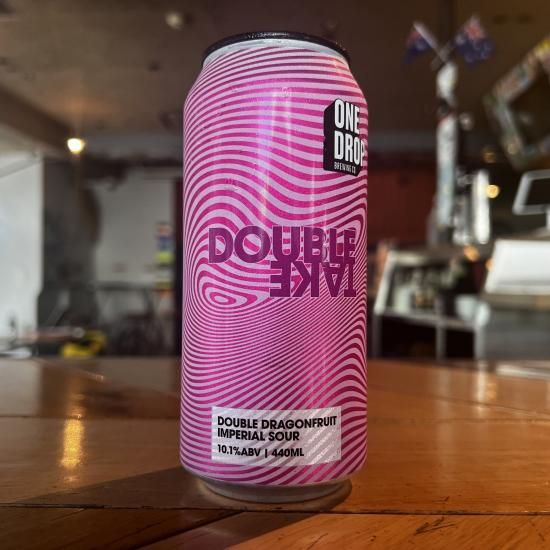 ONE
DROP
BREWING CO
DOUBLE
TAKE
DOUBLE DRAGONFRUIT
IMPERIAL SOUR
10.1%ABV | 440ML